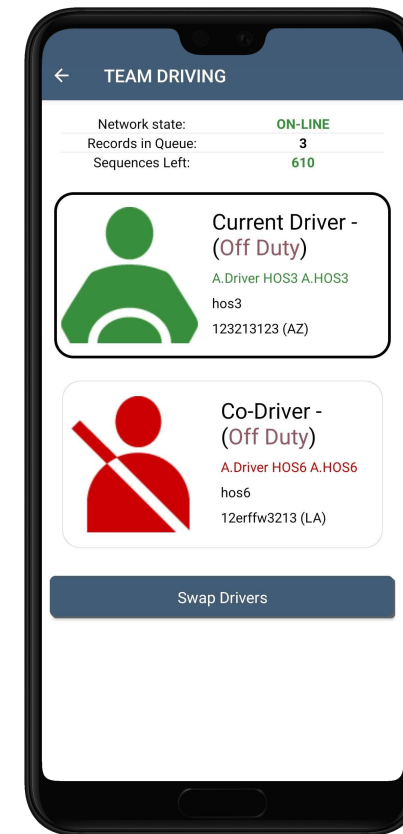 TEAM DRIVING
Network state: ON-LINE
Records in Queue: 3
Sequences Left: 610
Current Driver -
(Off Duty)
A.Driver HOS3 A.HOS3
hos3
123213123 (AZ)
Co-Driver -
(Off Duty)
A.Driver HOS6 A.HOS6
hos6
12erffw3213 (LA)
Swap Drivers